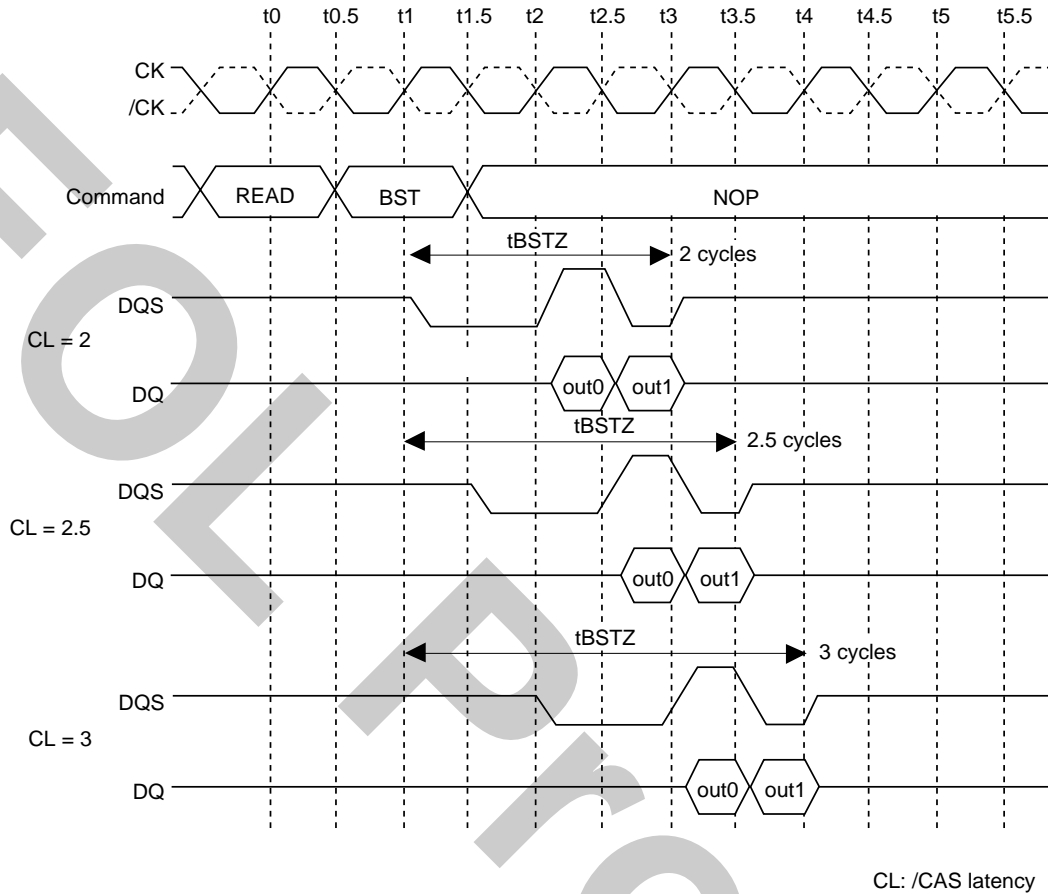 t0 t0.5 t1 t1.5 t2 t2.5 t3 t3.5 t4 t4.5 t5 t5.5
CK
/CK
Command READ BST NOP
tBSTZ 2 cycles
DQS
CL = 2
DQ out0 out1
tBSTZ 2.5 cycles
DQS
CL = 2.5
DQ out0 out1
tBSTZ 3 cycles
DQS
CL = 3
DQ out0 out1
CL: /CAS latency
EOL Pro